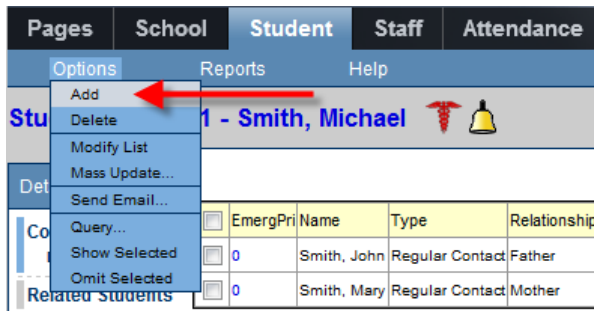 Pages School Student Staff Attendance
Options Reports Help
Add
Stu 1 - Smith, Michael
Delete
Modify List
Mass Update...
Det
Send Email...
EmergPri Name Type Relationship
Co
Query...
0 Smith, John Regular Contact Father
Show Selected
0 Smith, Mary Regular Contact Mother
Omit Selected
Related Students